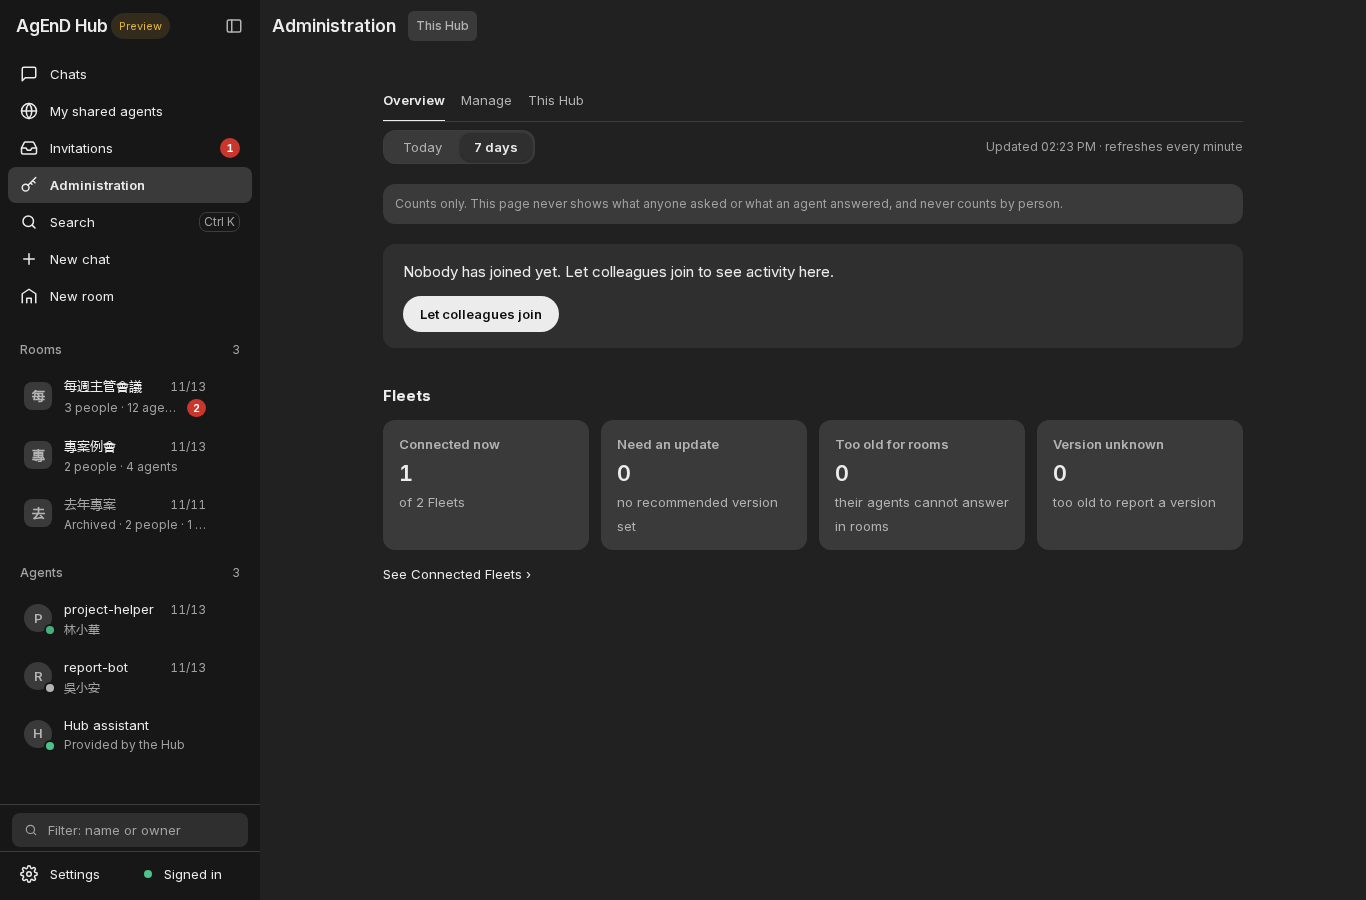 AgEnD Hub Preview
Chats
My shared agents
Invitations 1
Administration
Search Ctrl K
New chat
New room
Rooms 3
每 每週主管會議 11/13
3 people · 12 age… 2
專 專案例會 11/13
2 people · 4 agents
去 去年專案 11/11
Archived · 2 people · 1 …
Agents 3
P project-helper 11/13
林小華
R report-bot 11/13
吳小安
H Hub assistant
Provided by the Hub
Filter: name or owner
Settings Signed in
Administration This Hub
Overview Manage This Hub
Today 7 days Updated 02:23 PM · refreshes every minute
Counts only. This page never shows what anyone asked or what an agent answered, and never counts by person.
Nobody has joined yet. Let colleagues join to see activity here.
Let colleagues join
Fleets
Connected now
1
of 2 Fleets
Need an update
0
no recommended version
set
Too old for rooms
0
their agents cannot answer
in rooms
Version unknown
0
too old to report a version
See Connected Fleets ›